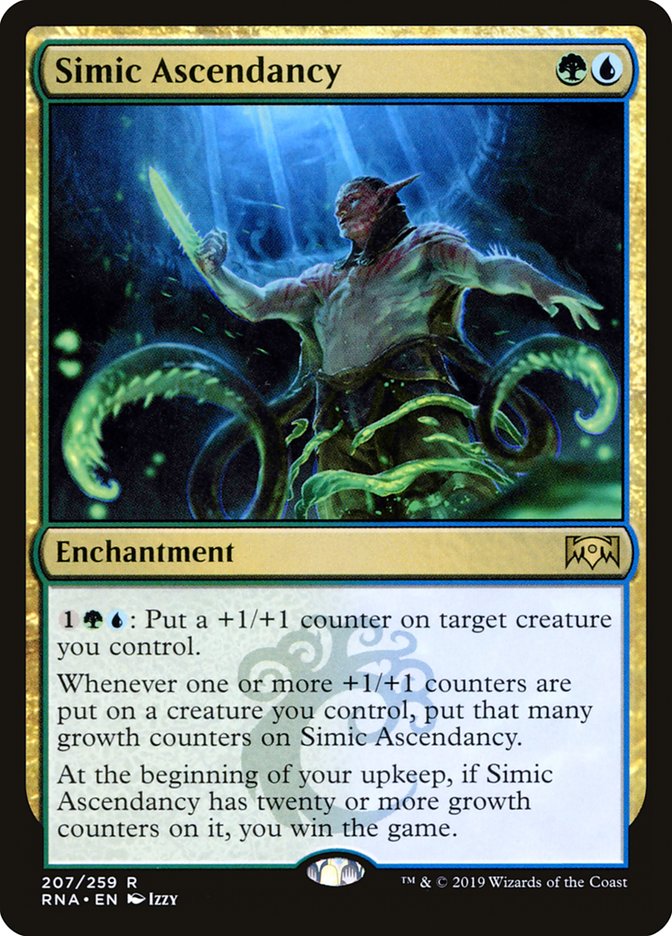 Simic Ascendancy
Enchantment
1: Put a +1/+1 counter on target creature
you control.
Whenever one or more +1/+1 counters are
put on a creature you control, put that many
growth counters on Simic Ascendancy.
At the beginning of your upkeep, if Simic
Ascendancy has twenty or more growth
counters on it, you win the game.
207/259 R
RNA • EN Izzy
™ & © 2019 Wizards of the Coast